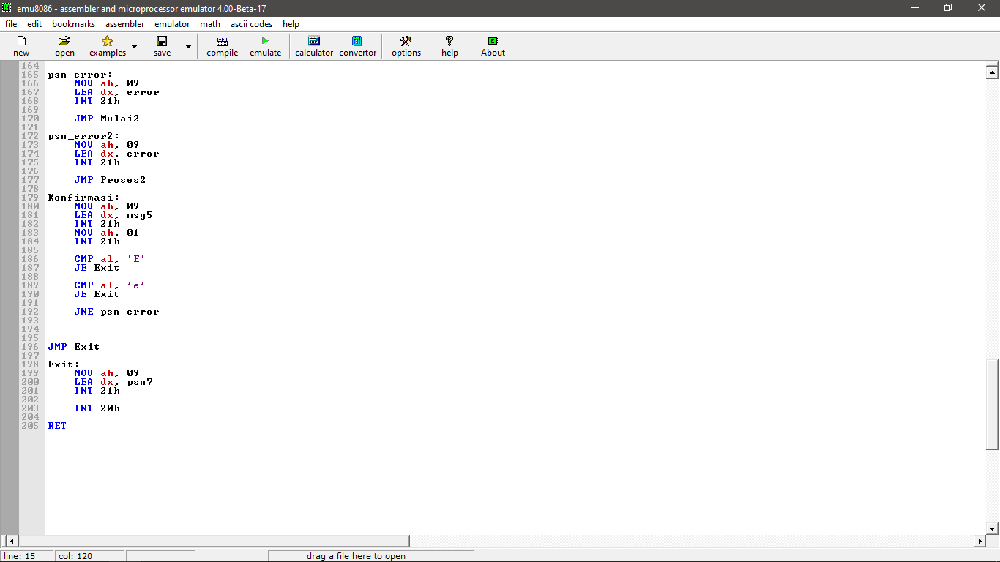 emu8086 - assembler and microprocessor emulator 4.00-Beta-17
file edit bookmarks assembler emulator math ascii codes help
new open examples save compile emulate calculator convertor options help About
164
165 psn_error:
166 MOV ah, 09
167 LEA dx, error
168 INT 21h
169
170 JMP Mulai2
171
172 psn_error2:
173 MOV ah, 09
174 LEA dx, error
175 INT 21h
176
177 JMP Proses2
178
179 Konfirmasi:
180 MOV ah, 09
181 LEA dx, msg5
182 INT 21h
183 MOV ah, 01
184 INT 21h
185
186 CMP al, 'E'
187 JE Exit
188
189 CMP al, 'e'
190 JE Exit
191
192 JNE psn_error
193
194
195
196 JMP Exit
197
198 Exit:
199 MOV ah, 09
200 LEA dx, psn7
201 INT 21h
202
203 INT 20h
204
205 RET
line: 15 col: 120 drag a file here to open